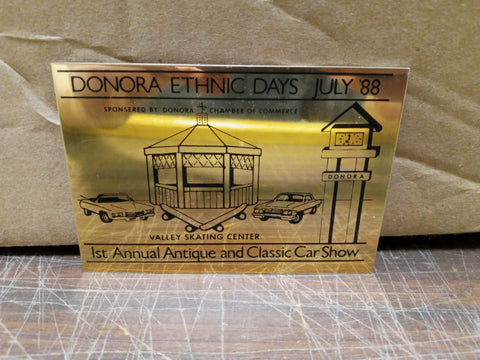 DONORA ETHNIC DAYS JULY '88
SPONSERED BY DONORA CHAMBER OF COMMERCE
DONORA
VALLEY SKATING CENTER
1st Annual Antique and Classic Car Show